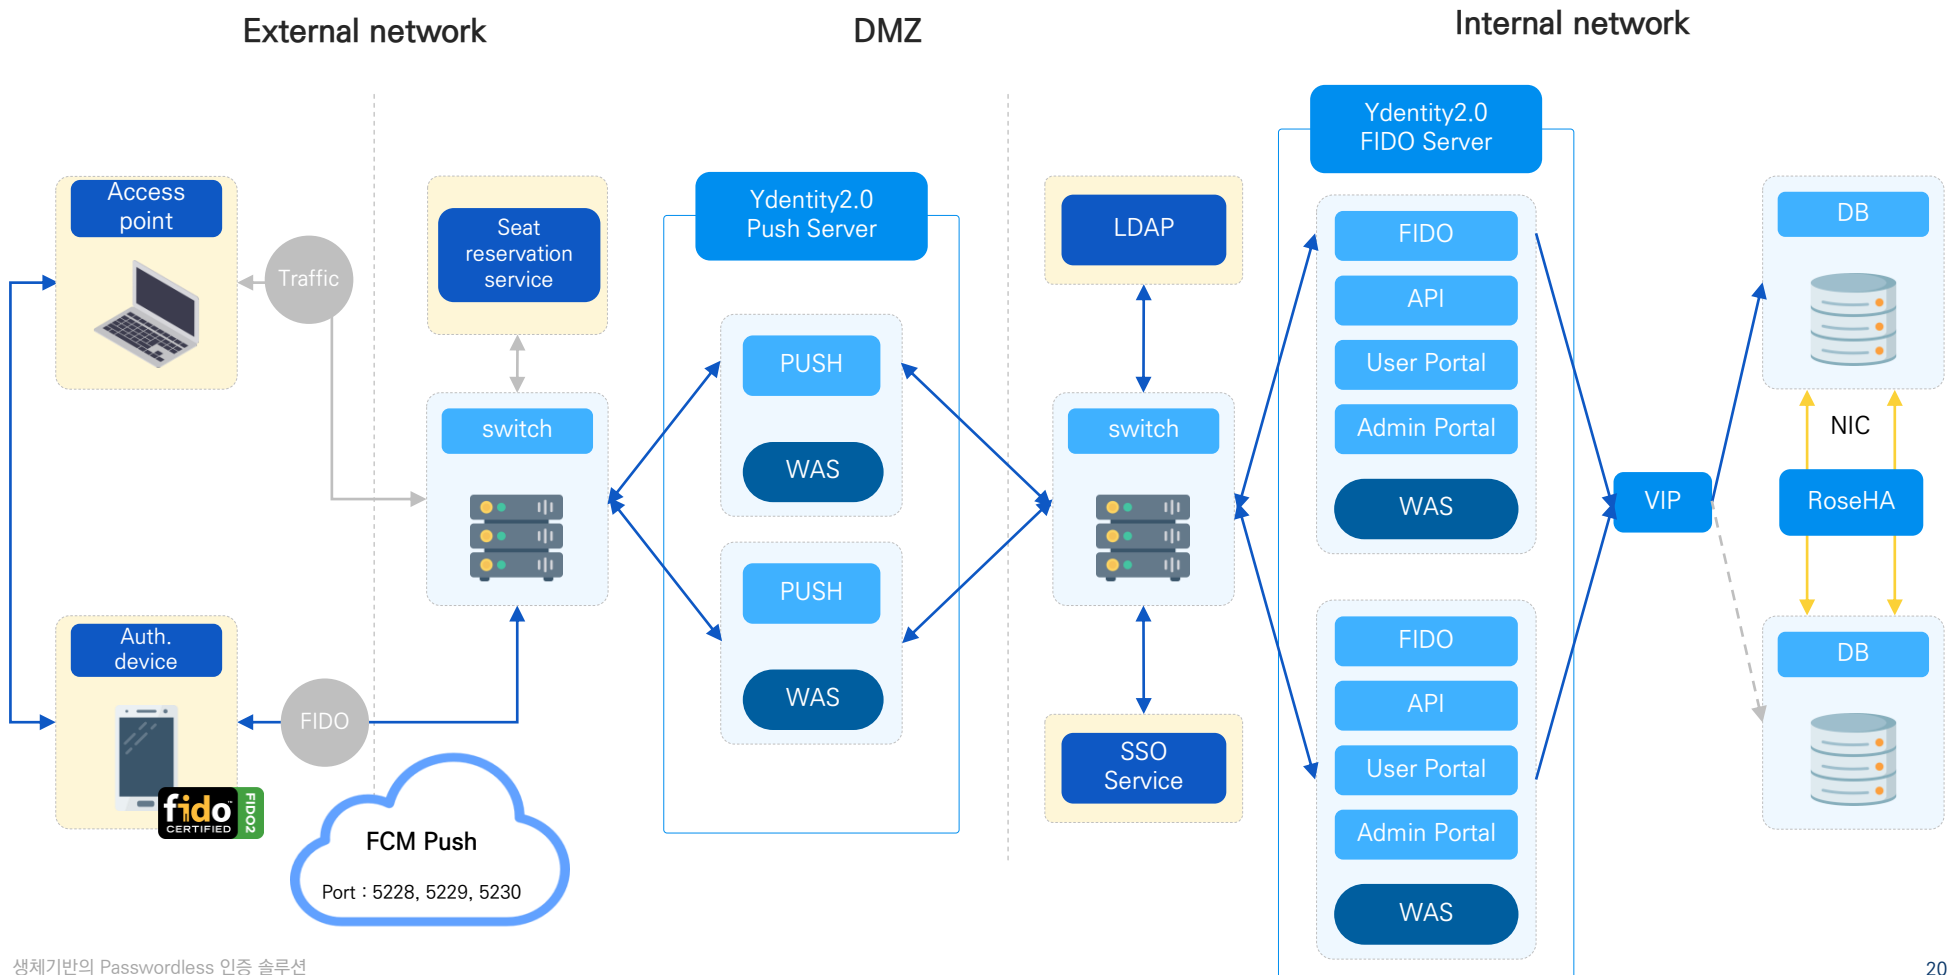 External network
DMZ
Internal network
Access
point
Traffic
Auth.
device
FIDO
fido
CERTIFIED
FIDO2
FCM Push
Port : 5228, 5229, 5230
Seat
reservation
service
switch
Ydentity2.0
Push Server
PUSH
WAS
PUSH
WAS
LDAP
switch
SSO
Service
Ydentity2.0
FIDO Server
FIDO
API
User Portal
Admin Portal
WAS
FIDO
API
User Portal
Admin Portal
WAS
VIP
DB
NIC
RoseHA
DB
생체기반의 Passwordless 인증 솔루션
20